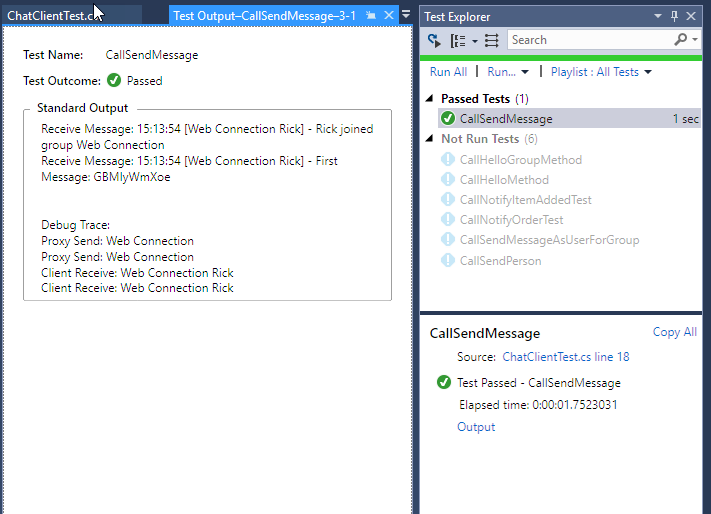 ChatClientTest.c
Test Output–CallSendMessage–3-1
Test Name: CallSendMessage
Test Outcome: Passed
Standard Output
Receive Message: 15:13:54 [Web Connection Rick] - Rick joined
group Web Connection
Receive Message: 15:13:54 [Web Connection Rick] - First
Message: GBMIyWmXoe
Debug Trace:
Proxy Send: Web Connection
Proxy Send: Web Connection
Client Receive: Web Connection Rick
Client Receive: Web Connection Rick
Test Explorer
Search
Run All | Run... | Playlist : All Tests
Passed Tests (1)
CallSendMessage 1 sec
Not Run Tests (6)
CallHelloGroupMethod
CallHelloMethod
CallNotifyItemAddedTest
CallNotifyOrderTest
CallSendMessageAsUserForGroup
CallSendPerson
CallSendMessage Copy All
Source: ChatClientTest.cs line 18
Test Passed - CallSendMessage
Elapsed time: 0:00:01.7523031
Output